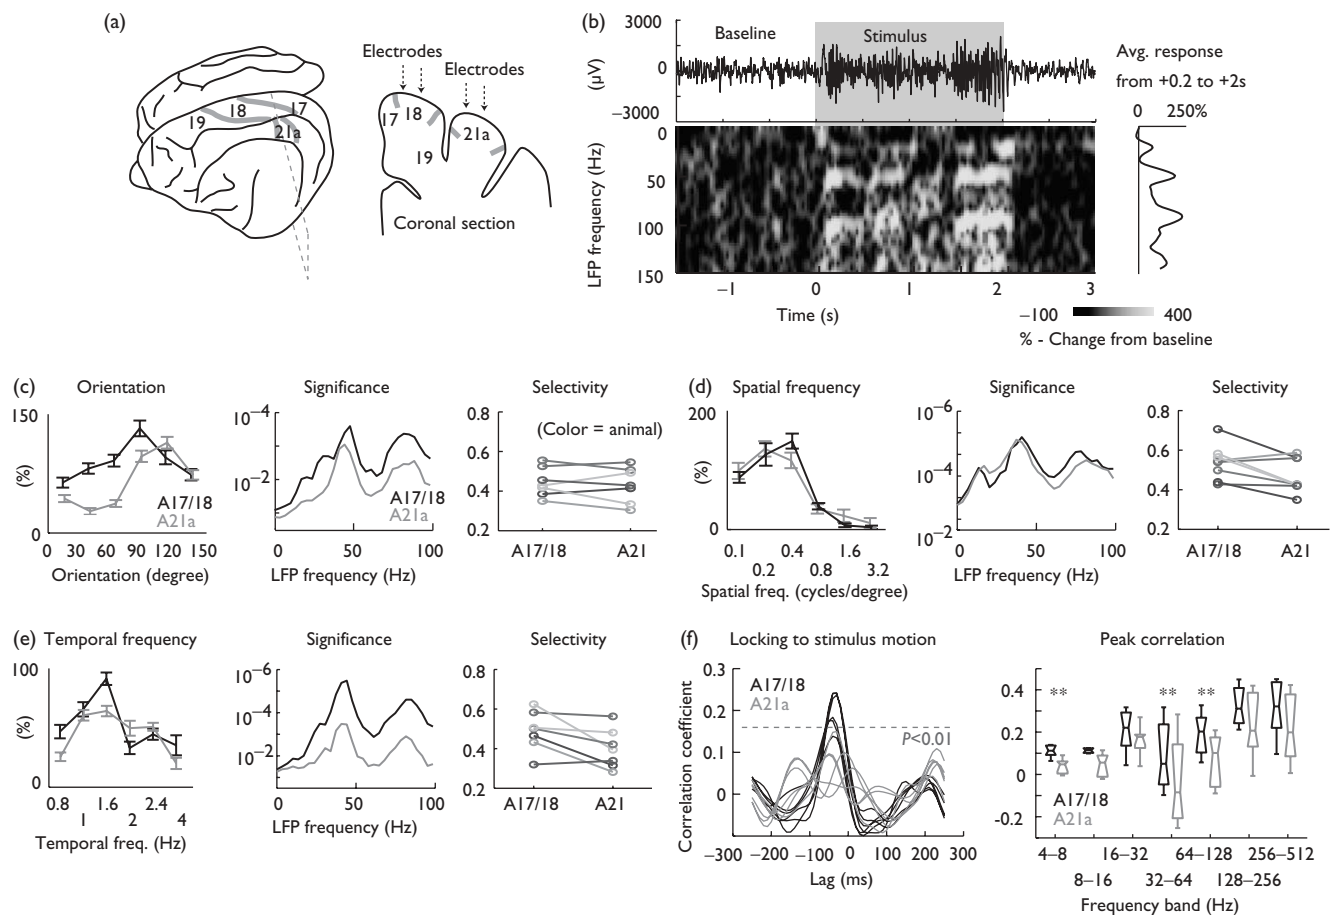 (a)
Electrodes
Electrodes
18
17
19
21a
17
18
21a
19
Coronal section
(b)
3000
0
−3000
(μV)
Baseline
Stimulus
Avg. response
from +0.2 to +2s
0
250%
0
50
100
150
LFP frequency (Hz)
−1
0
1
2
3
Time (s)
−100
400
% - Change from baseline
(c)
Orientation
150
0
(%)
A17/18
A21a
0
30
60
90
120
150
Orientation (degree)
Significance
10−4
10−2
A17/18
A21a
0
50
100
LFP frequency (Hz)
Selectivity
0.8
0.6
0.4
0.2
(Color = animal)
A17/18
A21
(d)
Spatial frequency
200
0
(%)
0.1
0.4
1.6
0.2
0.8
3.2
Spatial freq. (cycles/degree)
Significance
10−6
10−4
10−2
0
50
100
LFP frequency (Hz)
Selectivity
0.8
0.6
0.4
0.2
A17/18
A21
(e)
Temporal frequency
100
0
(%)
0.8
1.6
2.4
1
2
4
Temporal freq. (Hz)
Significance
10−6
10−4
10−2
0
50
100
LFP frequency (Hz)
Selectivity
0.8
0.6
0.4
0.2
A17/18
A21
(f)
Locking to stimulus motion
0.3
0.2
0.1
0
Correlation coefficient
A17/18
A21a
P<0.01
−300
−200
−100
0
100
200
300
Lag (ms)
Peak correlation
0.4
0.2
0
-0.2
**
**
**
A17/18
A21a
4–8
16–32
64–128
256–512
8–16
32–64
128–256
Frequency band (Hz)